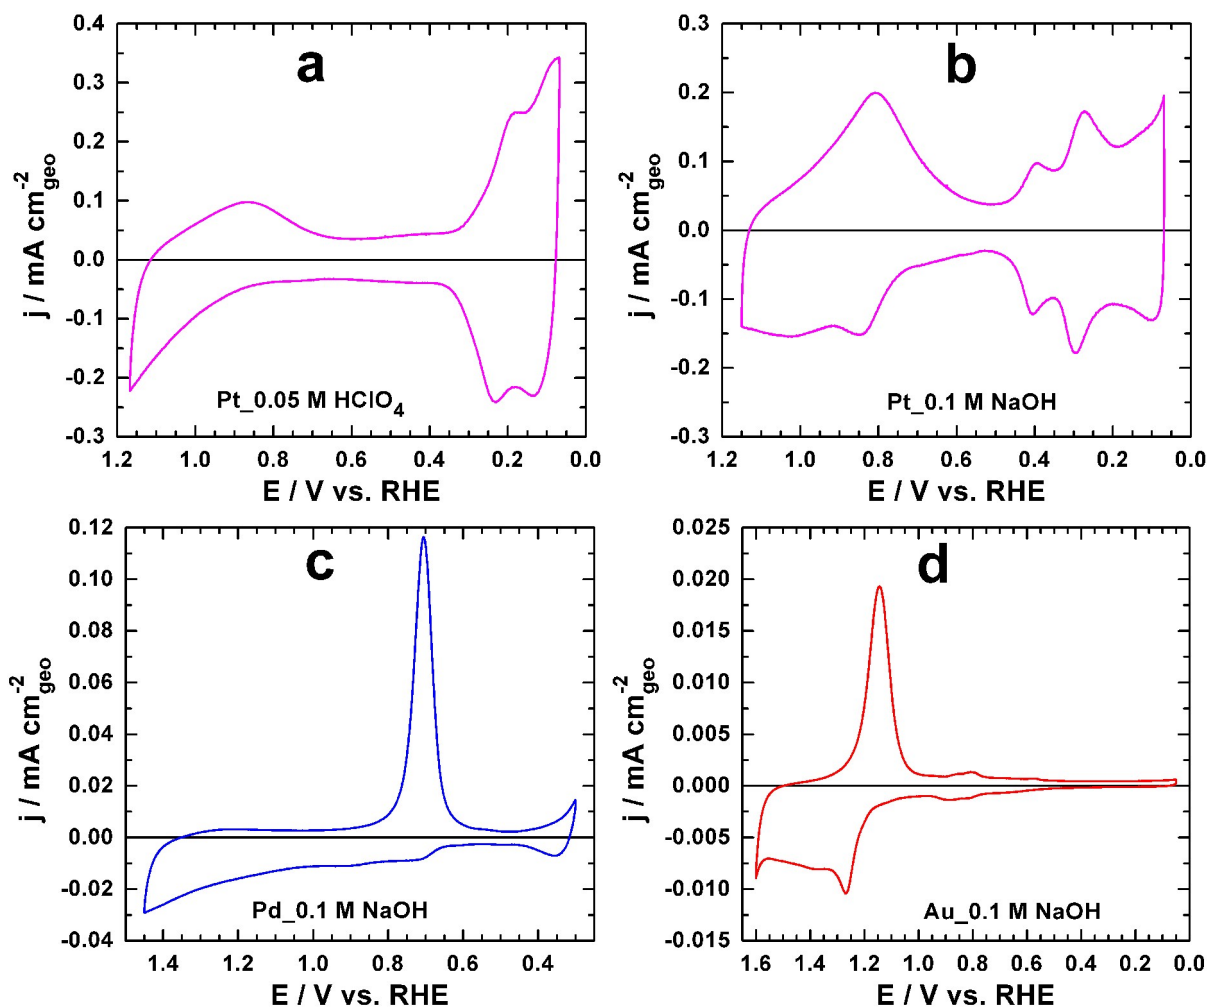 a
0.4
0.3
0.2
0.1
0.0
-0.1
-0.2
-0.3
j / mA cm-2geo
1.2 1.0 0.8 0.6 0.4 0.2 0.0
E / V vs. RHE
Pt_0.05 M HClO4
b
0.3
0.2
0.1
0.0
-0.1
-0.2
-0.3
j / mA cm-2geo
1.2 1.0 0.8 0.6 0.4 0.2 0.0
E / V vs. RHE
Pt_0.1 M NaOH
c
0.12
0.10
0.08
0.06
0.04
0.02
0.00
-0.02
-0.04
j / mA cm-2geo
1.4 1.2 1.0 0.8 0.6 0.4
E / V vs. RHE
Pd_0.1 M NaOH
d
0.025
0.020
0.015
0.010
0.005
0.000
-0.005
-0.010
-0.015
j / mA cm-2geo
1.6 1.4 1.2 1.0 0.8 0.6 0.4 0.2 0.0
E / V vs. RHE
Au_0.1 M NaOH